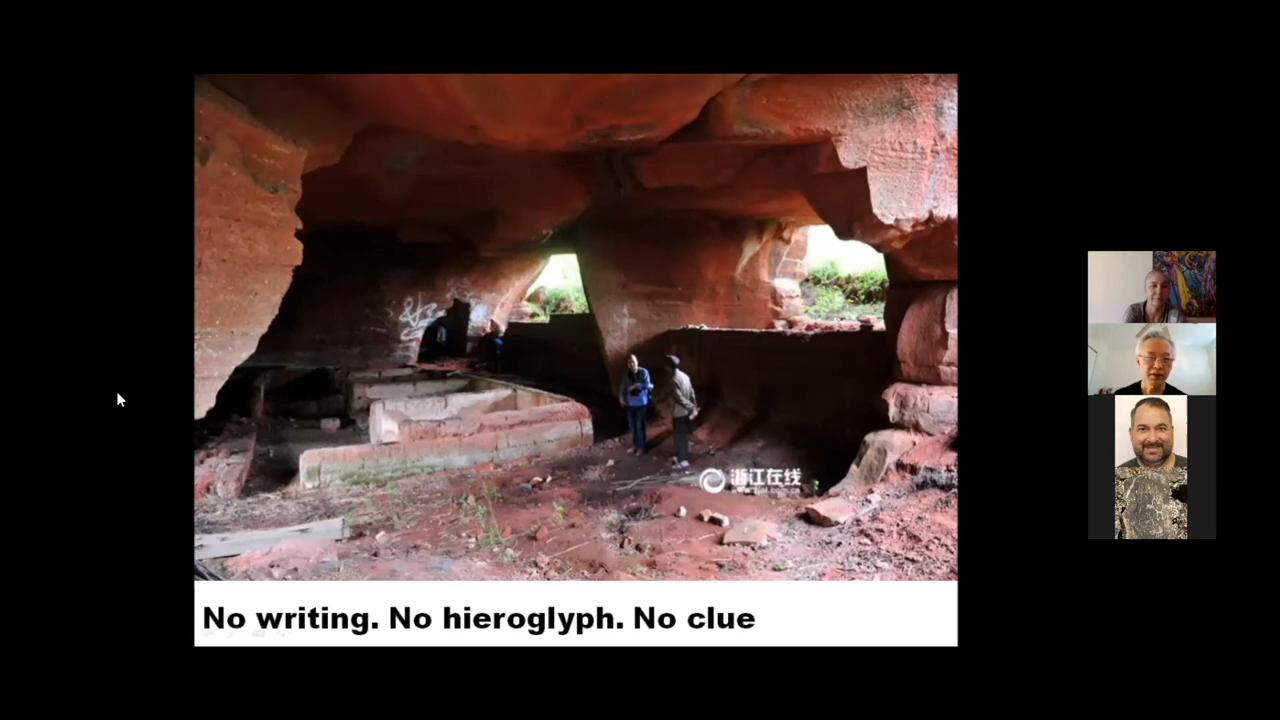 浙江在线
No writing. No hieroglyph. No clue